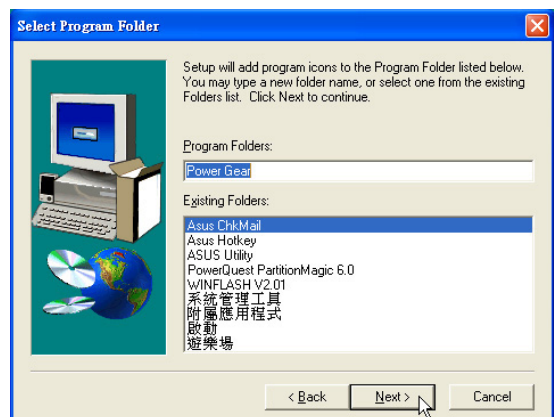 Select Program Folder
Setup will add program icons to the Program Folder listed below.
You may type a new folder name, or select one from the existing
Folders list. Click Next to continue.
Program Folders:
Power Gear
Existing Folders:
Asus ChkMail
Asus Hotkey
ASUS Utility
PowerQuest PartitionMagic 6.0
WINFLASH V2.01
系統管理工具
附屬應用程式
啟動
遊樂場
< Back
Next >
Cancel